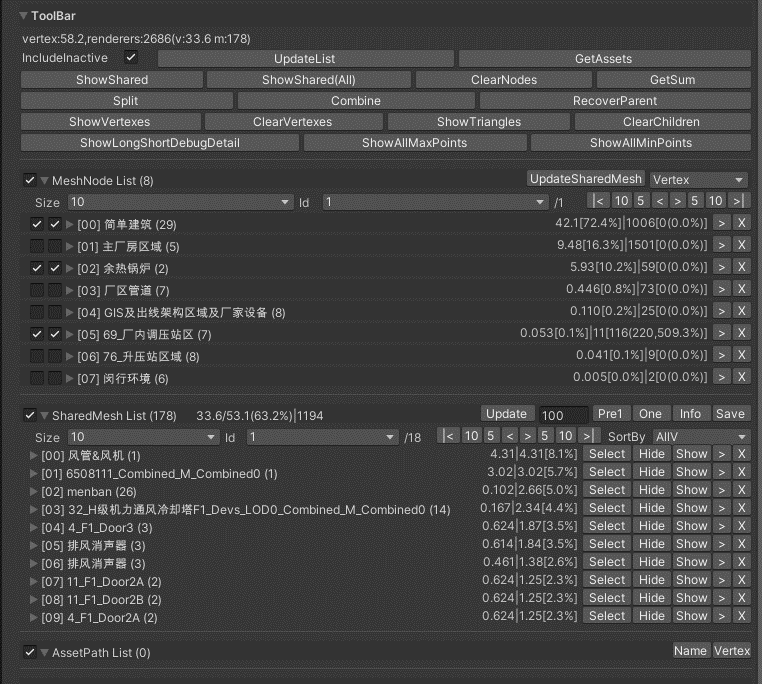 ToolBar
vertex:58.2,renderers:2686(v:33.6 m:178)
IncludeInactive UpdateList GetAssets
ShowShared ShowShared(All) ClearNodes GetSum
Split Combine RecoverParent
ShowVertexes ClearVertexes ShowTriangles ClearChildren
ShowLongShortDebugDetail ShowAllMaxPoints ShowAllMinPoints
MeshNode List (8) UpdateSharedMesh Vertex
Size 10 Id 1 /1 |< 10 5 < > 5 10 >|
[00] 简单建筑 (29) 42.1[72.4%]|1006[0(0.0%)] > X
[01] 主厂房区域 (5) 9.48[16.3%]|1501[0(0.0%)] > X
[02] 余热锅炉 (2) 5.93[10.2%]|59[0(0.0%)] > X
[03] 厂区管道 (7) 0.446[0.8%]|73[0(0.0%)] > X
[04] GIS及出线架构区域及厂家设备 (8) 0.110[0.2%]|25[0(0.0%)] > X
[05] 69_厂内调压站区 (7) 0.053[0.1%]|11[116(220,509.3%)] > X
[06] 76_升压站区域 (8) 0.041[0.1%]|9[0(0.0%)] > X
[07] 闵行环境 (6) 0.005[0.0%]|2[0(0.0%)] > X
SharedMesh List (178) 33.6/53.1(63.2%)|1194 Update 100 Pre1 One Info Save
Size 10 Id 1 /18 |< 10 5 < > 5 10 >| SortBy AllV
[00] 风管&风机 (1) 4.31|4.31[8.1%] Select Hide Show > X
[01] 6508111_Combined_M_Combined0 (1) 3.02|3.02[5.7%] Select Hide Show > X
[02] menban (26) 0.102|2.66[5.0%] Select Hide Show > X
[03] 32_H级机力通风冷却塔F1_Devs_LOD0_Combined_M_Combined0 (14) 0.167|2.34[4.4%] Select Hide Show > X
[04] 4_F1_Door3 (3) 0.624|1.87[3.5%] Select Hide Show > X
[05] 排风消声器 (3) 0.614|1.84[3.5%] Select Hide Show > X
[06] 排风消声器 (3) 0.461|1.38[2.6%] Select Hide Show > X
[07] 11_F1_Door2A (2) 0.624|1.25[2.3%] Select Hide Show > X
[08] 11_F1_Door2B (2) 0.624|1.25[2.3%] Select Hide Show > X
[09] 4_F1_Door2A (2) 0.624|1.25[2.3%] Select Hide Show > X
AssetPath List (0) Name Vertex